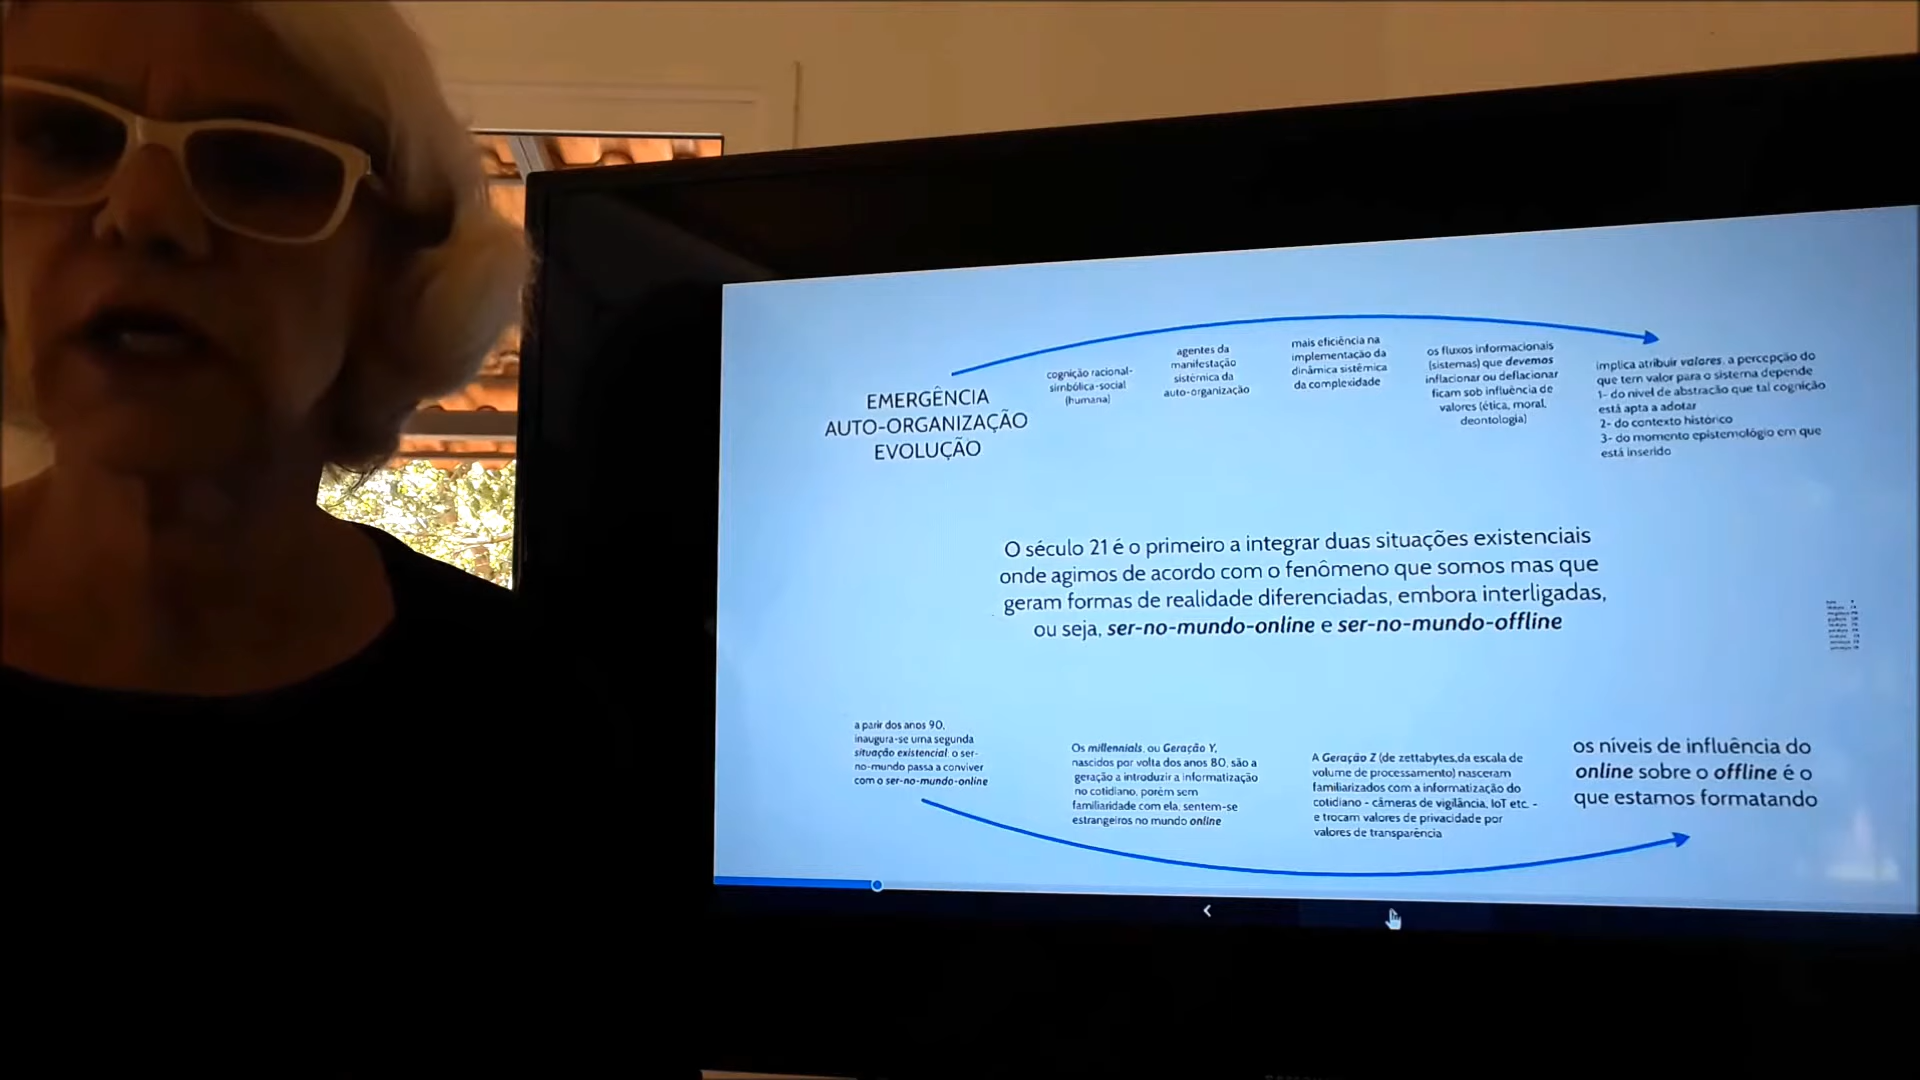 EMERGÊNCIA
AUTO-ORGANIZAÇÃO
EVOLUÇÃO
cognição racional-
simbólica-social
(humana)
agentes da
manifestação
sistêmica da
auto-organização
mais eficiência na
implementação da
dinâmica sistêmica
da complexidade
os fluxos informacionais
(sistemas) que devemos
inflacionar ou deflacionar
ficam sob influência de
valores (ética, moral,
deontologia)
implica atribuir valores, a percepção do
que tem valor para o sistema depende
1- do nível de abstração que tal cognição
está apta a adotar
2- do contexto histórico
3- do momento epistemológio em que
está inserido
O século 21 é o primeiro a integrar duas situações existenciais
onde agimos de acordo com o fenômeno que somos mas que
geram formas de realidade diferenciadas, embora interligadas,
ou seja, ser-no-mundo-online e ser-no-mundo-offline
a parir dos anos 90,
inaugura-se uma segunda
situação existencial: o ser-
no-mundo passa a conviver
com o ser-no-mundo-online
Os millennials, ou Geração Y,
nascidos por volta dos anos 80, são a
geração a introduzir a informatização
no cotidiano, porém sem
familiaridade com ela, sentem-se
estrangeiros no mundo online
A Geração Z (de zettabytes,da escala de
volume de processamento) nasceram
familiarizados com a informatização do
cotidiano - câmeras de vigilância, IoT etc. -
e trocam valores de privacidade por
valores de transparência
os níveis de influência do
online sobre o offline é o
que estamos formatando